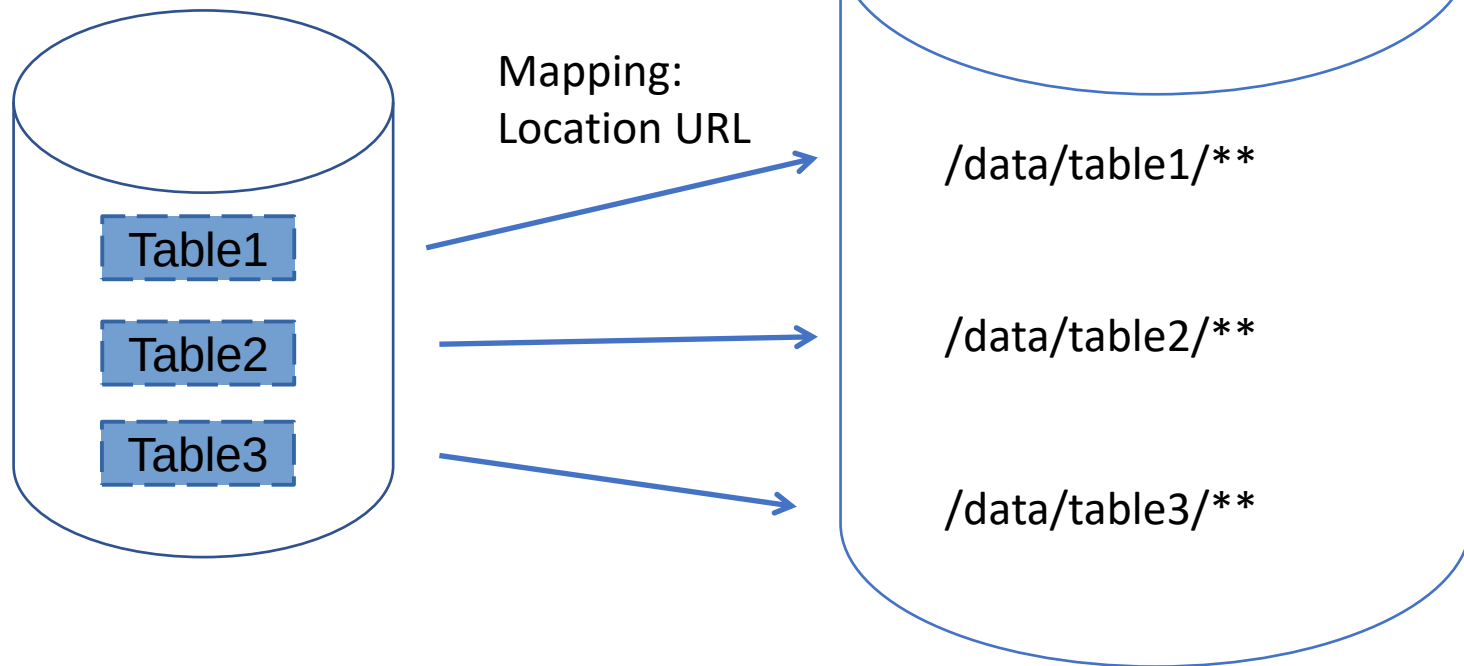 Mapping:
Location URL
Table1
Table2
Table3
/data/table1/**
/data/table2/**
/data/table3/**